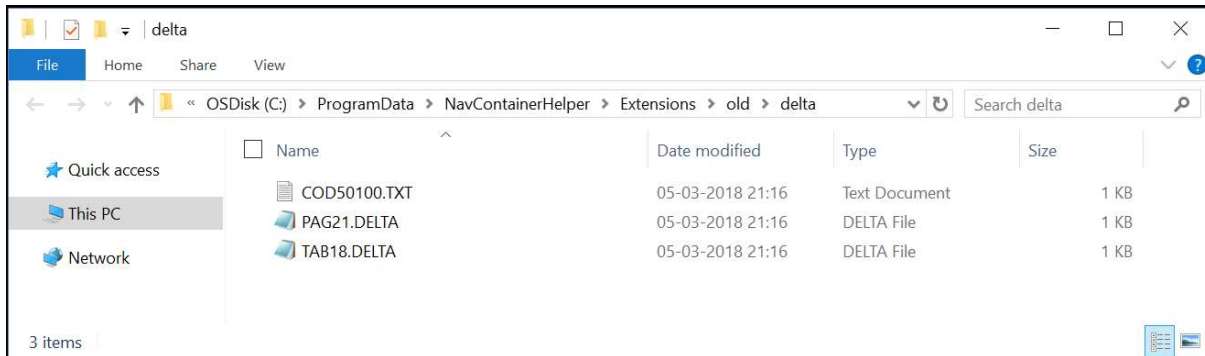 delta
File Home Share View ?
« OSDisk (C:) > ProgramData > NavContainerHelper > Extensions > old > delta Search delta
Name Date modified Type Size
Quick access
COD50100.TXT 05-03-2018 21:16 Text Document 1 KB
This PC
PAG21.DELTA 05-03-2018 21:16 DELTA File 1 KB
TAB18.DELTA 05-03-2018 21:16 DELTA File 1 KB
Network
3 items